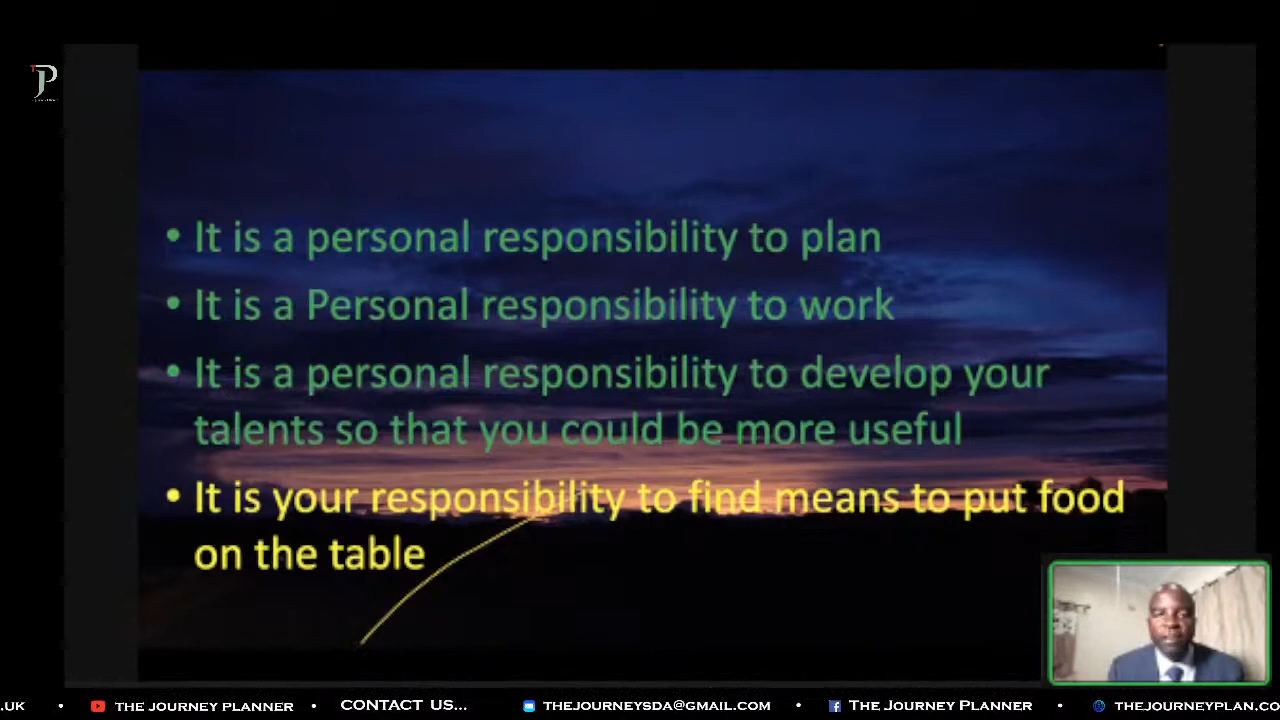 • It is a personal responsibility to plan
• It is a Personal responsibility to work
• It is a personal responsibility to develop your
talents so that you could be more useful
• It is your responsibility to find means to put food
on the table
.UK • THE JOURNEY PLANNER • CONTACT US... THEJOURNEYSDA@GMAIL.COM • THE JOURNEY PLANNER • THEJOURNEYPLAN.CO